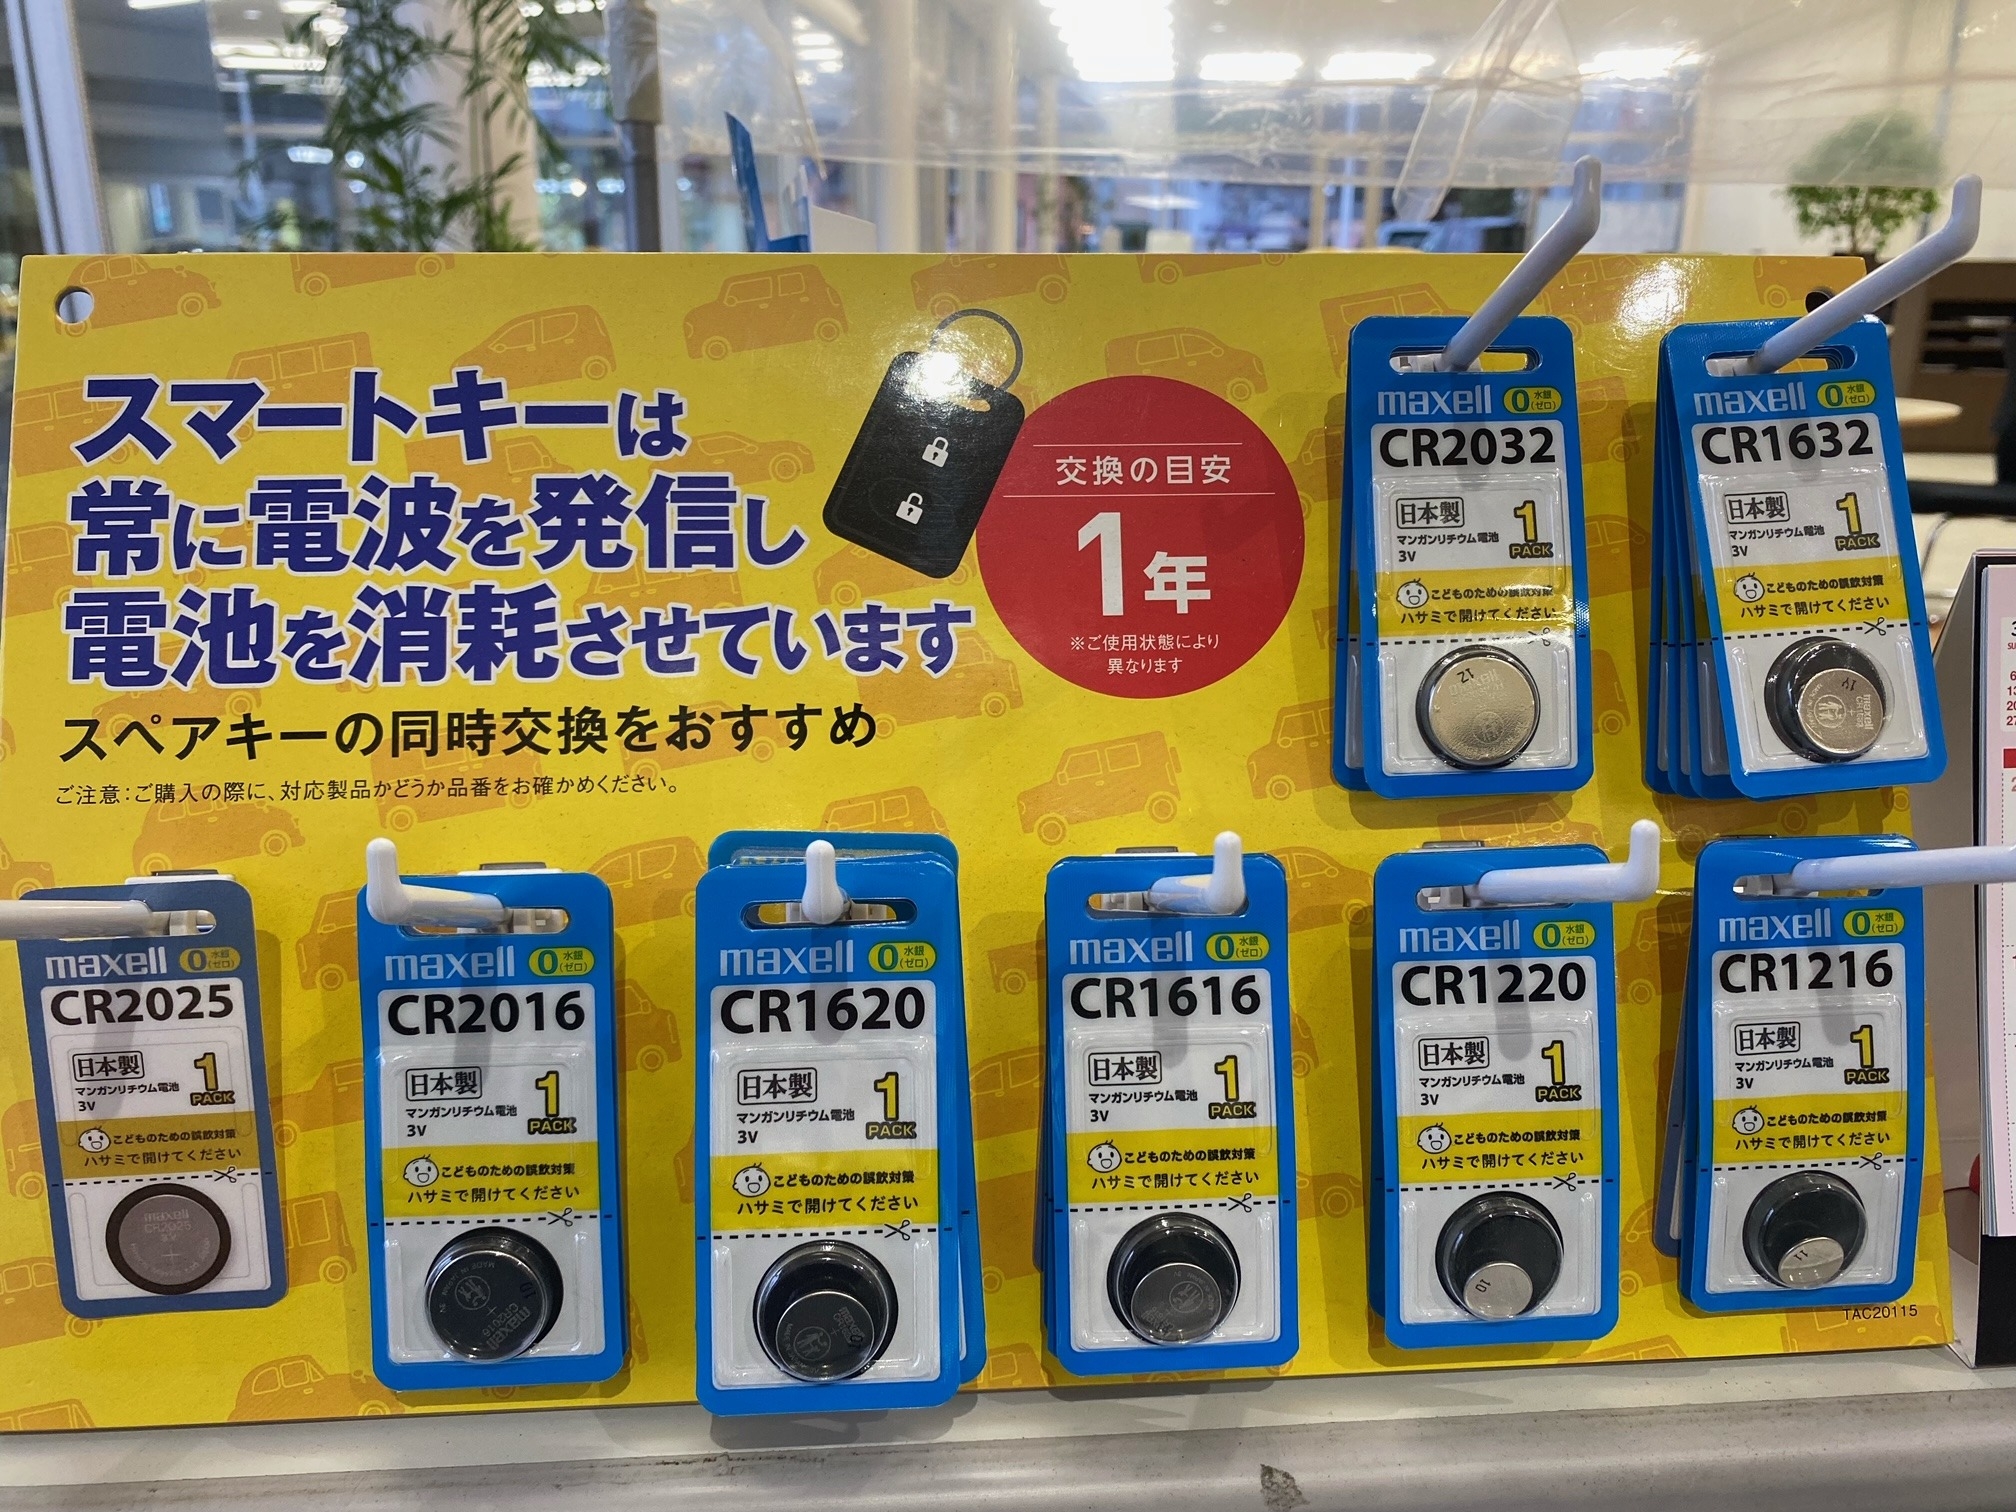 スマートキーは
常に電波を発信し
電池を消耗させています
スペアキーの同時交換をおすすめ
ご注意：ご購入の際に、対応製品かどうか品番をお確かめください。
交換の目安
1年
※ご使用状態により
異なります
maxell 0 水銀(ゼロ)
CR2032
日本製
マンガンリチウム電池
3V
1 PACK
こどものための誤飲対策
ハサミで開けてください
12
maxell 0 水銀(ゼロ)
CR1632
日本製
マンガンリチウム電池
3V
1 PACK
こどものための誤飲対策
ハサミで開けてください
maxell
maxell 0 水銀(ゼロ)
CR2025
日本製
マンガンリチウム電池
3V
1 PACK
こどものための誤飲対策
ハサミで開けてください
maxell
CR2025
3V
maxell 0 水銀(ゼロ)
CR2016
日本製
マンガンリチウム電池
3V
1 PACK
こどものための誤飲対策
ハサミで開けてください
maxell
CR2016
10
maxell 0 水銀(ゼロ)
CR1620
日本製
マンガンリチウム電池
3V
1 PACK
こどものための誤飲対策
ハサミで開けてください
maxell 0 水銀(ゼロ)
CR1616
日本製
マンガンリチウム電池
3V
1 PACK
こどものための誤飲対策
ハサミで開けてください
maxell 0 水銀(ゼロ)
CR1220
日本製
マンガンリチウム電池
3V
1 PACK
こどものための誤飲対策
ハサミで開けてください
10
maxell 0 水銀(ゼロ)
CR1216
日本製
マンガンリチウム電池
3V
1 PACK
こどものための誤飲対策
ハサミで開けてください
11
TAC20115